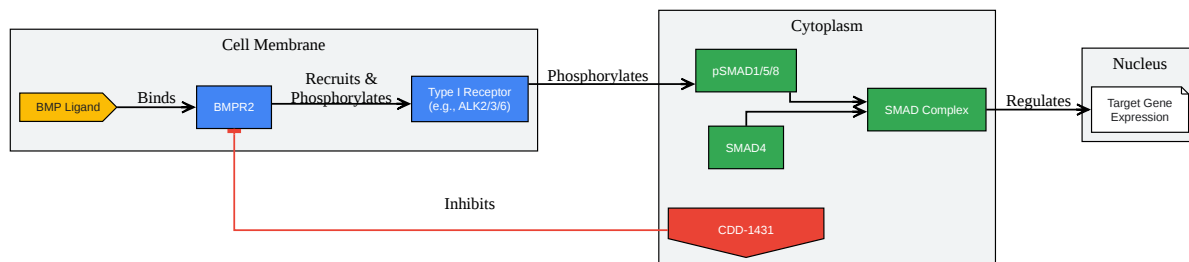 Cell Membrane
BMP Ligand
Binds
BMPR2
Recruits &
Phosphorylates
Type I Receptor
(e.g., ALK2/3/6)
Phosphorylates
Cytoplasm
pSMAD1/5/8
SMAD4
SMAD Complex
Regulates
Nucleus
Target Gene
Expression
Inhibits
CDD-1431